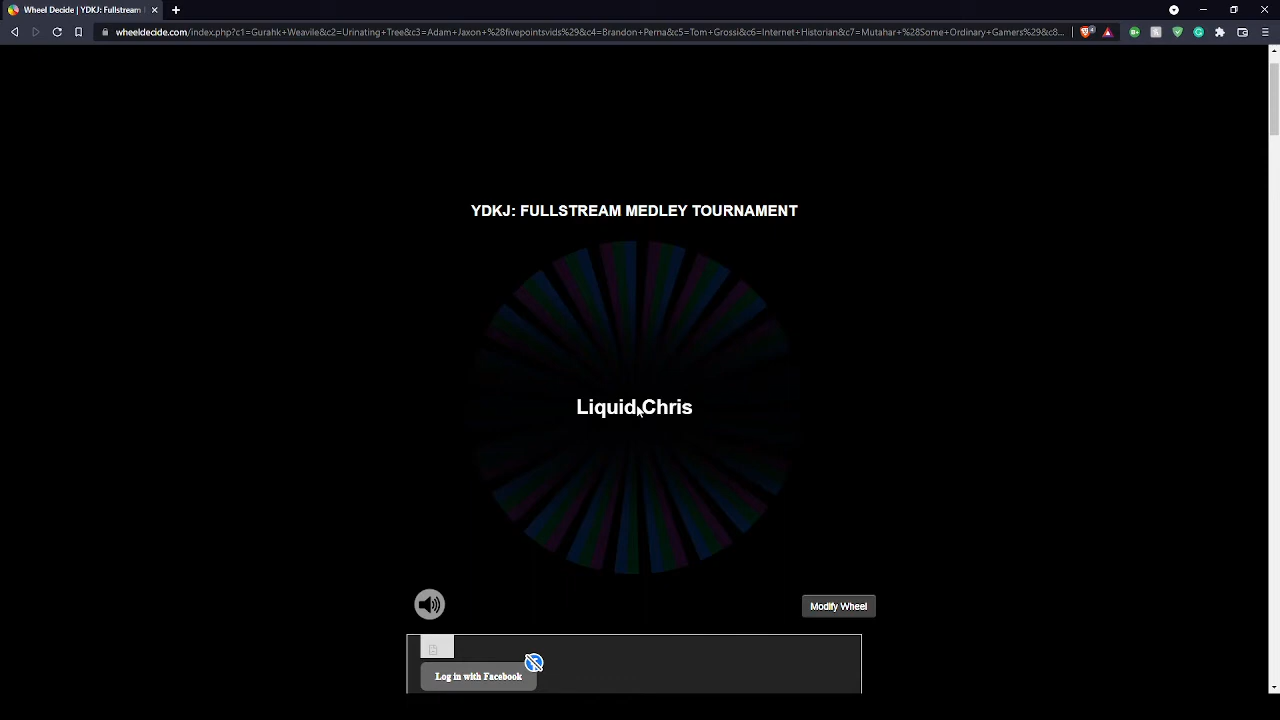 Wheel Decide | YDKJ: Fullstream
wheeldecide.com/index.php?c1=Gurahk+Weavile&c2=Urinating+Tree&c3=Adam+Jaxon+%28fivepointsvids%29&c4=Brandon+Perna&c5=Tom+Grossi&c6=Internet+Historian&c7=Mutahar+%28Some+Ordinary+Gamers%29&c8...
YDKJ: FULLSTREAM MEDLEY TOURNAMENT
Liquid Chris
Modify Wheel
Log in with Facebook